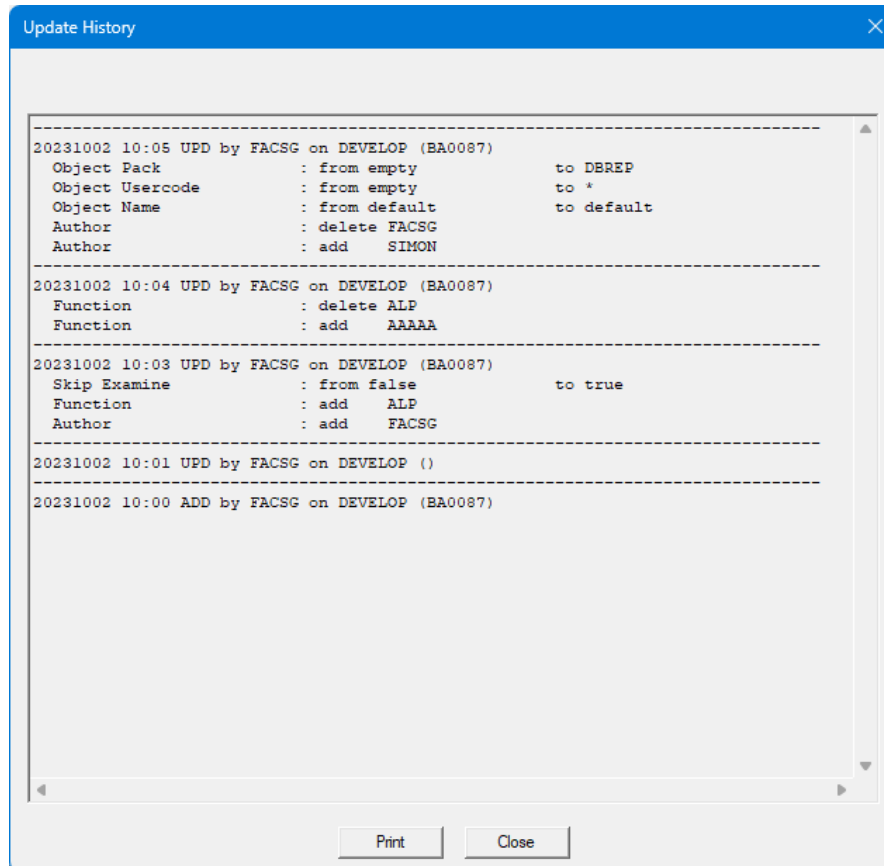 Update History
---------------------------------------------------------------------------------
20231002 10:05 UPD by FACSG on DEVELOP (BA0087)
  Object Pack              : from empty              to DBREP
  Object Usercode          : from empty              to *
  Object Name              : from default            to default
  Author                   : delete FACSG
  Author                   : add    SIMON
---------------------------------------------------------------------------------
20231002 10:04 UPD by FACSG on DEVELOP (BA0087)
  Function                 : delete ALP
  Function                 : add    AAAAA
---------------------------------------------------------------------------------
20231002 10:03 UPD by FACSG on DEVELOP (BA0087)
  Skip Examine             : from false              to true
  Function                 : add    ALP
  Author                   : add    FACSG
---------------------------------------------------------------------------------
20231002 10:01 UPD by FACSG on DEVELOP ()
---------------------------------------------------------------------------------
20231002 10:00 ADD by FACSG on DEVELOP (BA0087)
Print Close